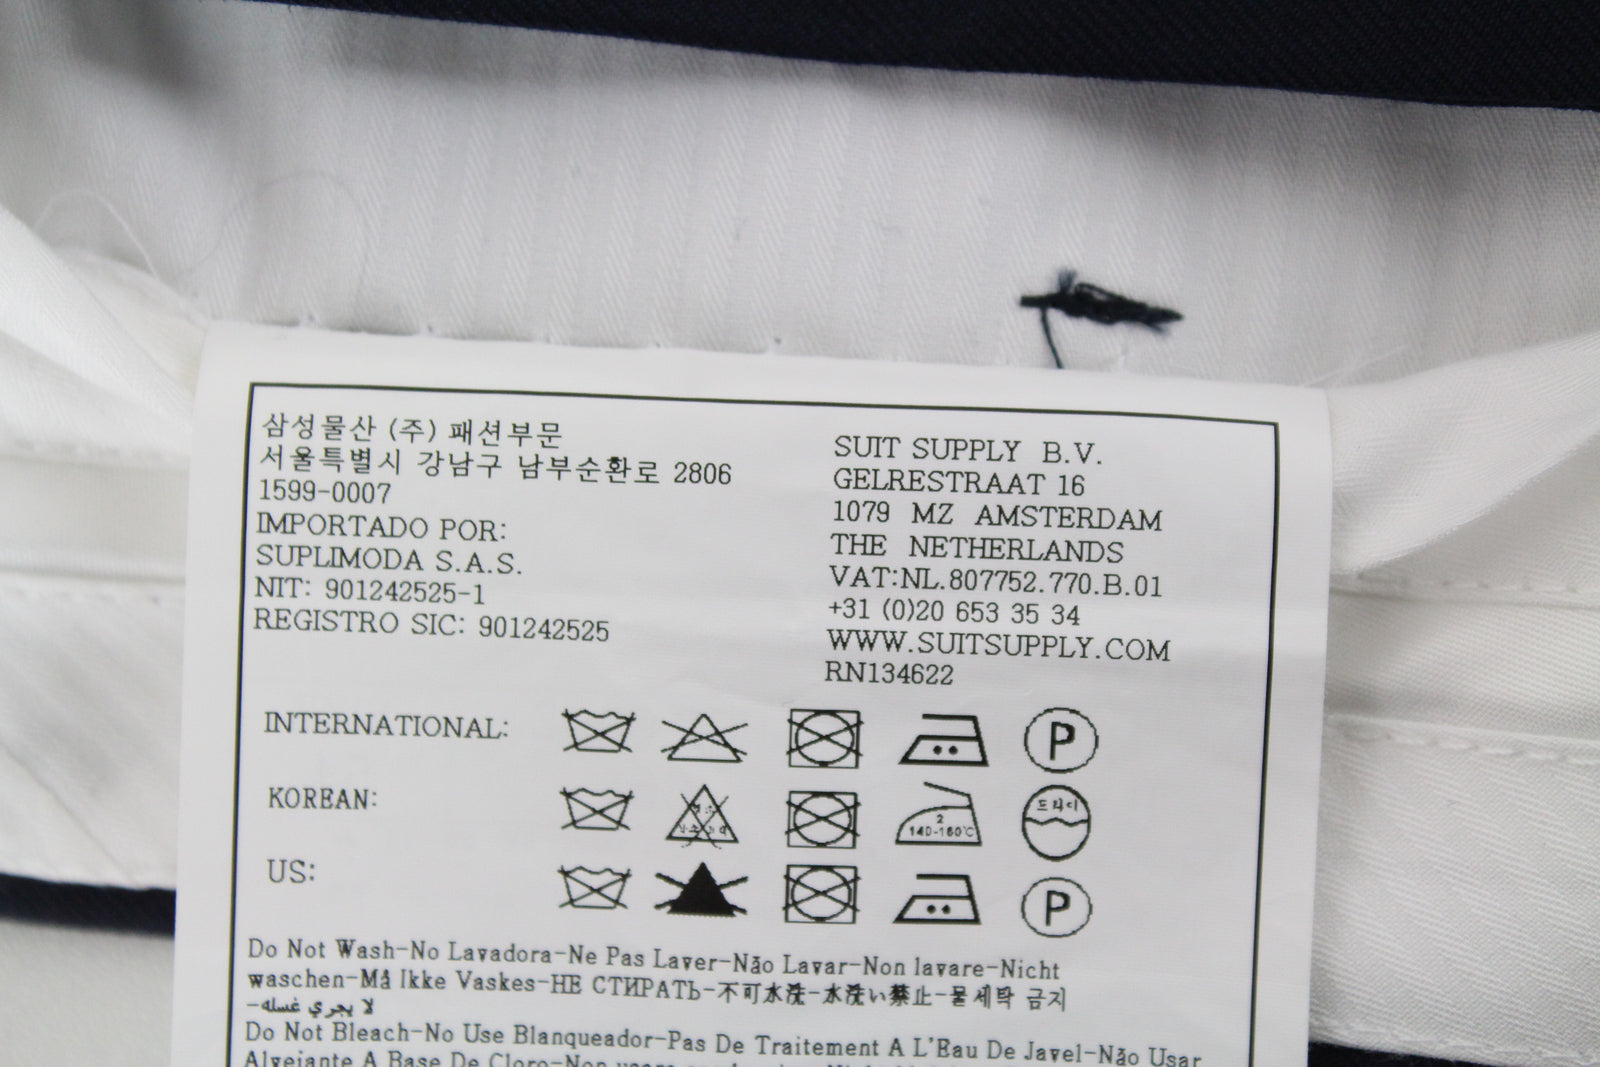 삼성물산 (주) 패션부문
서울특별시 강남구 남부순환로 2806
1599-0007
IMPORTADO POR:
SUPLIMODA S.A.S.
NIT: 901242525-1
REGISTRO SIC: 901242525
SUIT SUPPLY B.V.
GELRESTRAAT 16
1079 MZ AMSTERDAM
THE NETHERLANDS
VAT:NL.807752.770.B.01
+31 (0)20 653 35 34
WWW.SUITSUPPLY.COM
RN134622
INTERNATIONAL:
P
KOREAN:
2
140-160℃
드라이
US:
P
Do Not Wash-No Lavadora-Ne Pas Laver-Não Lavar-Non lavare-Nicht
waschen-Må Ikke Vaskes-НЕ СТИРАТЬ-不可水洗-水洗い禁止-물세탁 금지
-لا يجري غسله
Do Not Bleach-No Use Blanqueador-Pas De Traitement A L'Eau De Javel-Não Usar
Alvejante A Base De Cloro-Non